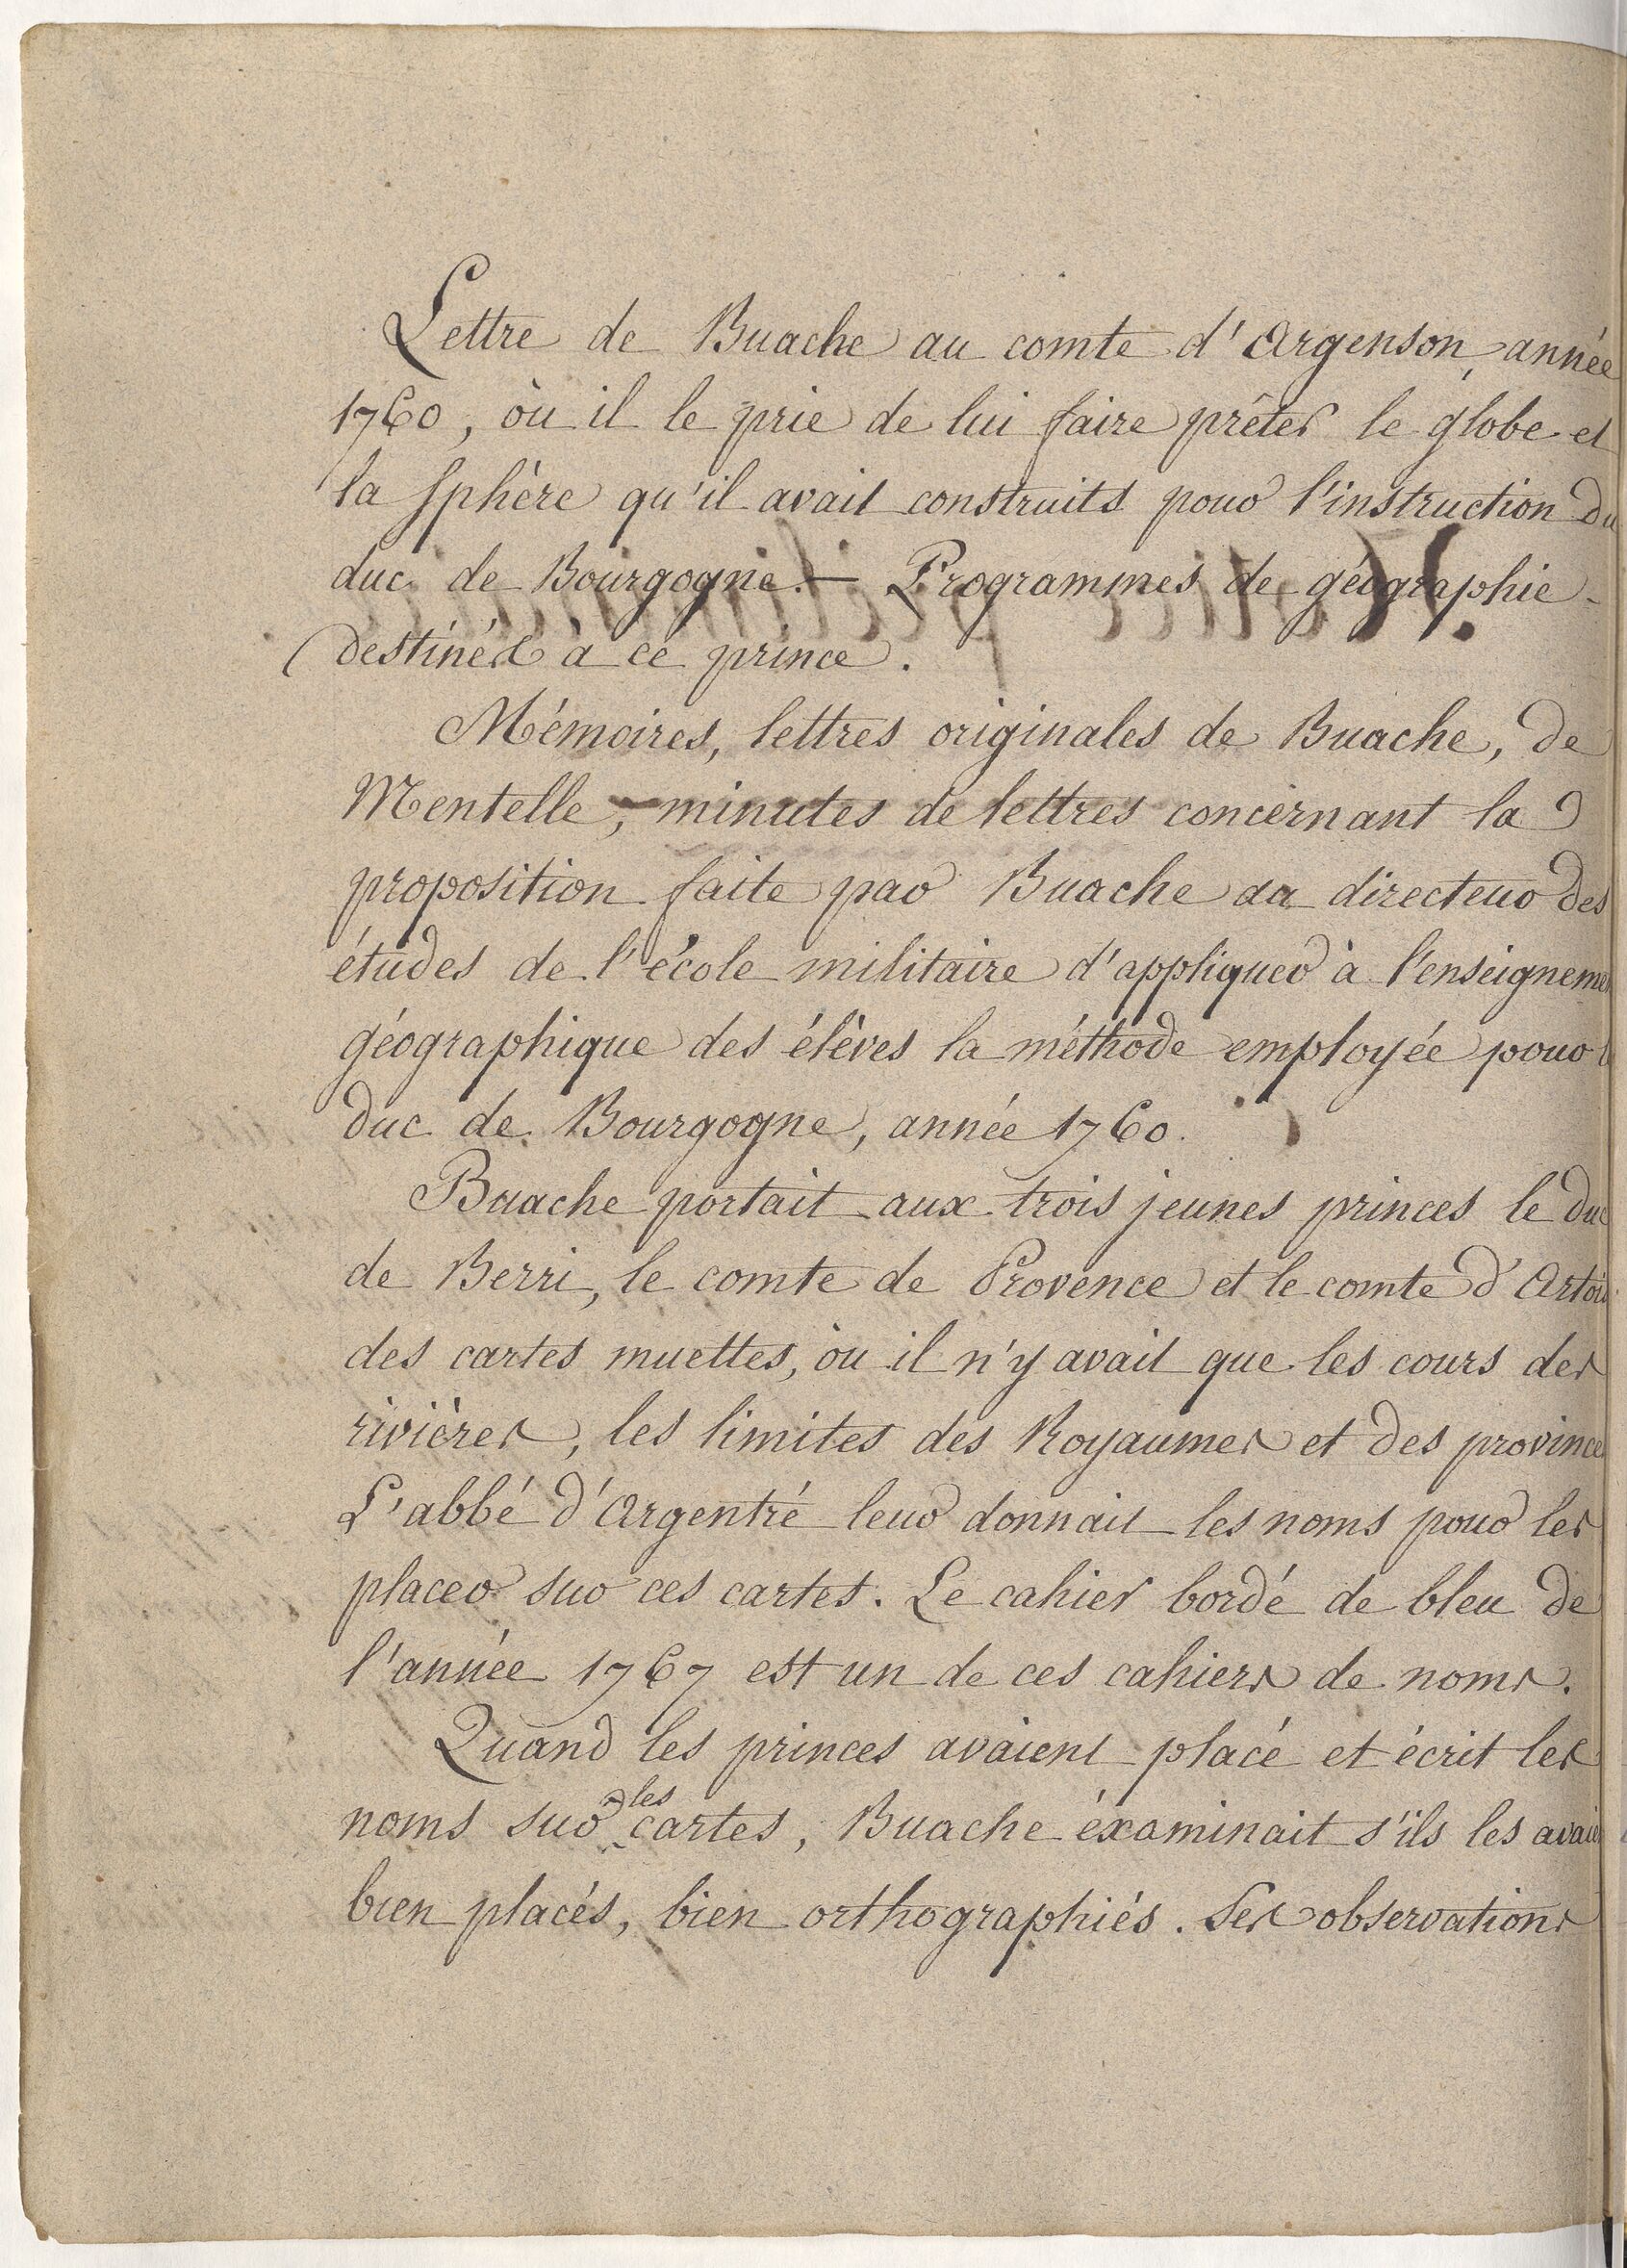 Lettre de Buache au comte d'Argenson, année
1760, où il le prie de lui faire prêter le globe et
la sphère qu'il avait construits pour l'instruction du
duc de Bourgogne. — Programmes de géographie
destinés à ce prince.
Mémoires, lettres originales de Buache, de
Mentelle, minutes de lettres concernant la
proposition faite par Buache au directeur des
études de l'école militaire d'appliquer à l'enseigneme
géographique des élèves la méthode employée pour
duc de Bourgogne, année 1760.
Buache portait aux trois jeunes princes le duc
de Berri, le comte de Provence et le comte d'Artois
des cartes muettes, où il n'y avait que les cours des
rivières, les limites des Royaumes et des province
L'abbé d'Argentré leur donnait les noms pour les
placer sur ces cartes. Le cahier bordé de bleu de
l'année 1767 est un de ces cahiers de noms.
Quand les princes avaient placé et écrit les
noms sur les cartes, Buache éxaminait s'ils les avaie
bien placés, bien orthographiés. Ses observations